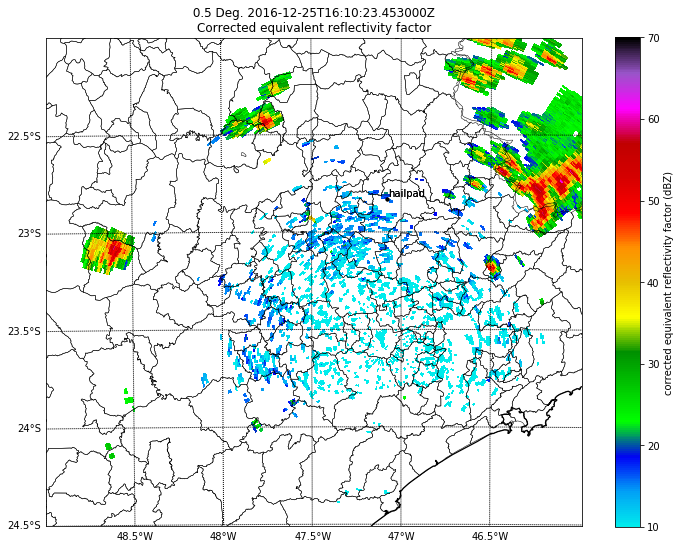 0.5 Deg. 2016-12-25T16:10:23.453000Z
Corrected equivalent reflectivity factor
70
60
50
40
30
20
10
corrected equivalent reflectivity factor (dBZ)
22.5°S
23°S
23.5°S
24°S
24.5°S
hailpad
48.5°W
48°W
47.5°W
47°W
46.5°W